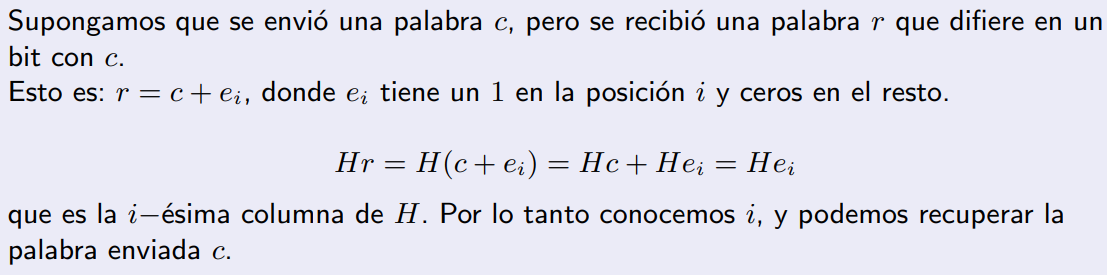 Supongamos que se envió una palabra c, pero se recibió una palabra r que difiere en un
bit con c.
Esto es: r = c + e_i, donde e_i tiene un 1 en la posición i y ceros en el resto.
Hr = H(c + e_i) = Hc + He_i = He_i
que es la i−ésima columna de H. Por lo tanto conocemos i, y podemos recuperar la
palabra enviada c.